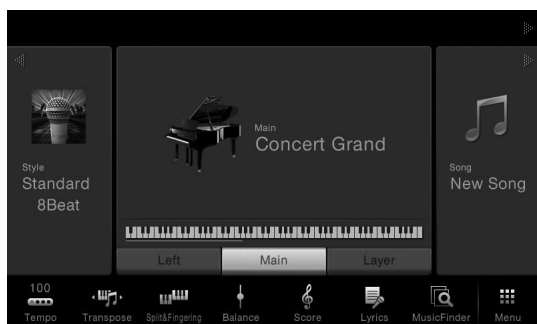 Main
Concert Grand
Style
Standard
8Beat
Song
New Song
Left
Main
Layer
100
Tempo
Transpose
Split&Fingering
Balance
Score
Lyrics
MusicFinder
Menu